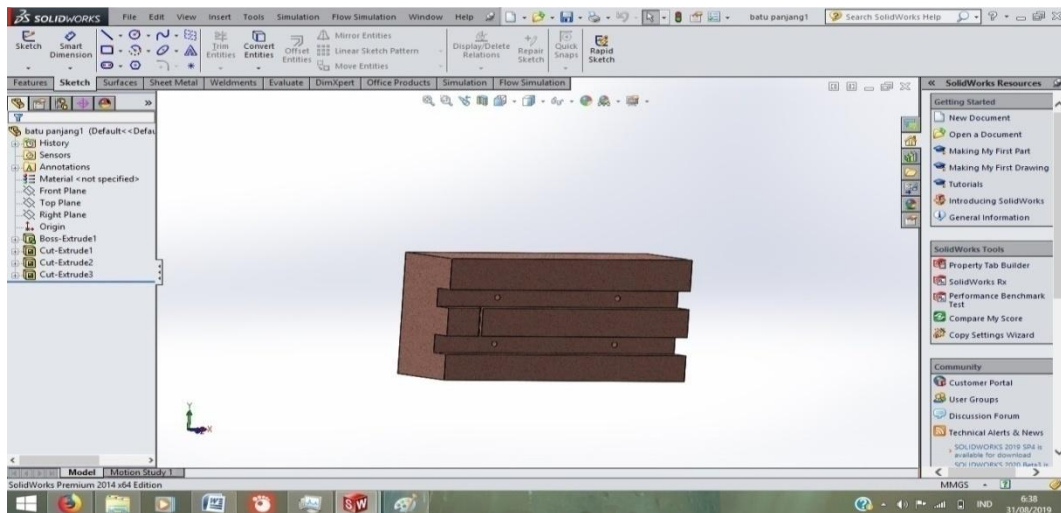 SOLIDWORKS File Edit View Insert Tools Simulation Flow Simulation Window Help batu panjang1 Search SolidWorks Help
Sketch Smart Dimension Trim Entities Convert Entities Offset Entities Mirror Entities Linear Sketch Pattern Move Entities Display/Delete Relations Repair Sketch Quick Snaps Rapid Sketch
Features Sketch Surfaces Sheet Metal Weldments Evaluate DimXpert Office Products Simulation Flow Simulation
batu panjang1 (Default<<Defau
History
Sensors
Annotations
Material <not specified>
Front Plane
Top Plane
Right Plane
Origin
Boss-Extrude1
Cut-Extrude1
Cut-Extrude2
Cut-Extrude3
SolidWorks Resources
Getting Started
New Document
Open a Document
Making My First Part
Making My First Drawing
Tutorials
Introducing SolidWorks
General Information
SolidWorks Tools
Property Tab Builder
SolidWorks Rx
Performance Benchmark
Test
Compare My Score
Copy Settings Wizard
Community
Customer Portal
User Groups
Discussion Forum
Technical Alerts & News
SOLIDWORKS 2019 SP4 is
available for download
Y
X
Model Motion Study 1
SolidWorks Premium 2014 x64 Edition
MMGS
IND
6:38
31/08/2019